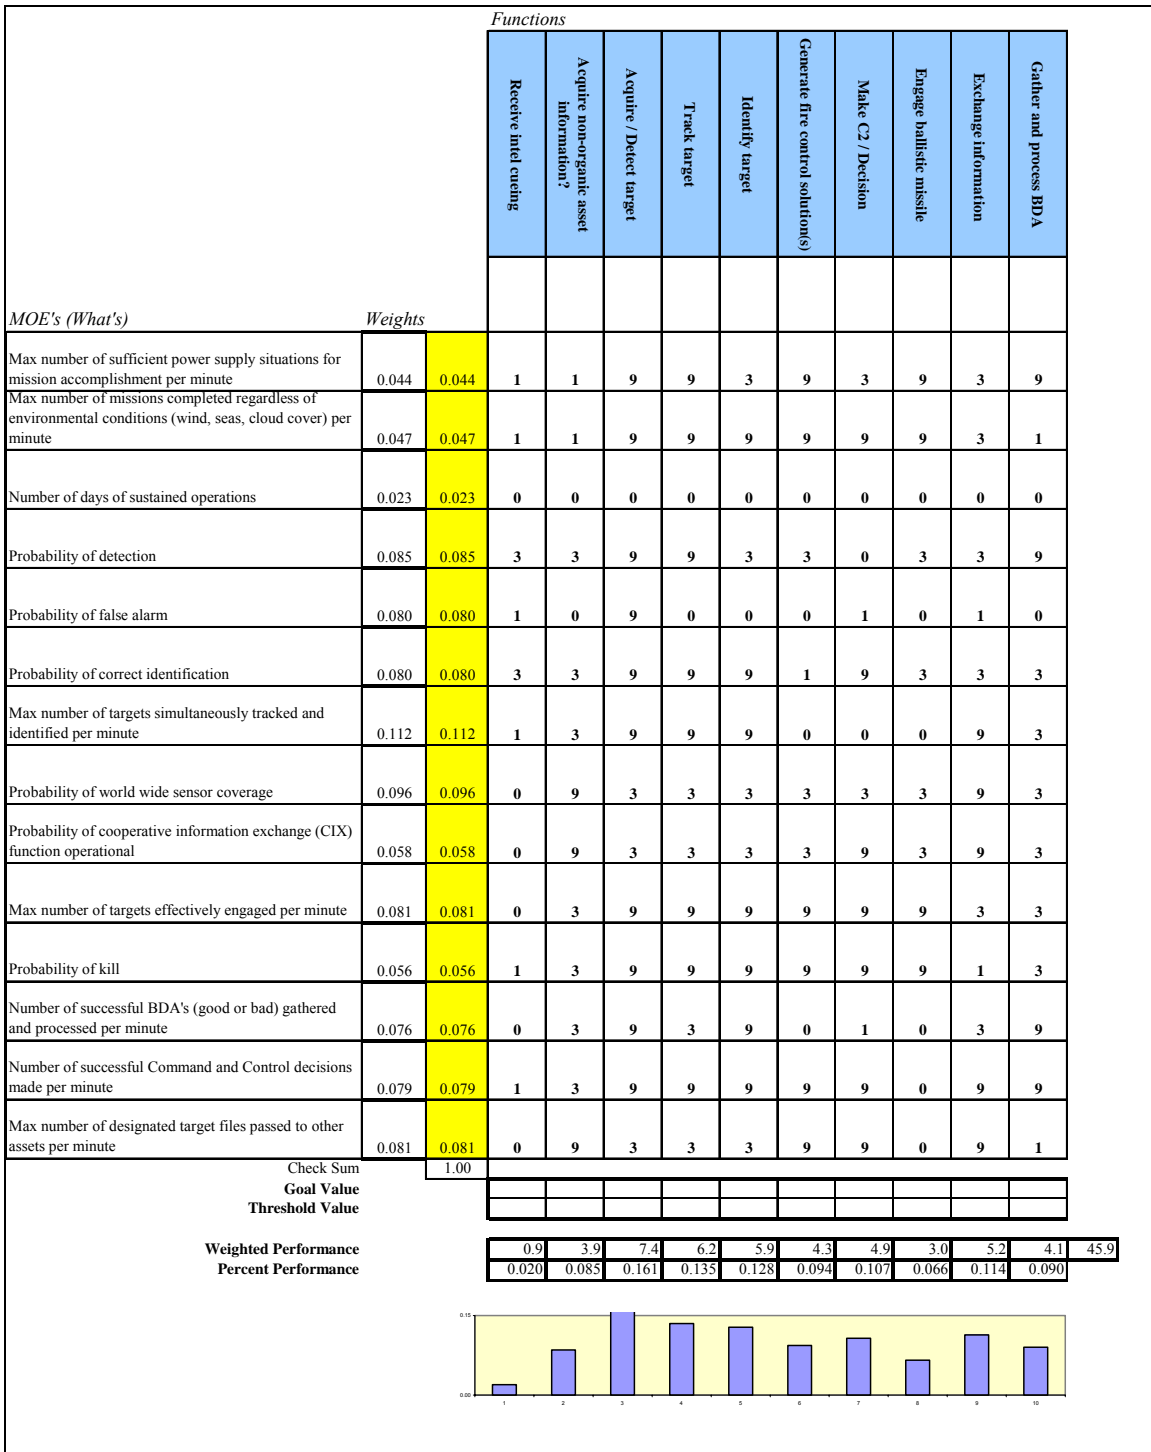 Functions
Receive intel cueing
Acquire non-organic asset
information?
Acquire / Detect target
Track target
Identify target
Generate fire control solution(s)
Make C2 / Decision
Engage ballistic missile
Exchange information
Gather and process BDA
MOE's (What's) Weights
Max number of sufficient power supply situations for
mission accomplishment per minute 0.044 0.044 1 1 9 9 3 9 3 9 3 9
Max number of missions completed regardless of
environmental conditions (wind, seas, cloud cover) per
minute 0.047 0.047 1 1 9 9 9 9 9 9 3 1
Number of days of sustained operations 0.023 0.023 0 0 0 0 0 0 0 0 0 0
Probability of detection 0.085 0.085 3 3 9 9 3 3 0 3 3 9
Probability of false alarm 0.080 0.080 1 0 9 0 0 0 1 0 1 0
Probability of correct identification 0.080 0.080 3 3 9 9 9 1 9 3 3 3
Max number of targets simultaneously tracked and
identified per minute 0.112 0.112 1 3 9 9 9 0 0 0 9 3
Probability of world wide sensor coverage 0.096 0.096 0 9 3 3 3 3 3 3 9 3
Probability of cooperative information exchange (CIX)
function operational 0.058 0.058 0 9 3 3 3 3 9 3 9 3
Max number of targets effectively engaged per minute 0.081 0.081 0 3 9 9 9 9 9 9 3 3
Probability of kill 0.056 0.056 1 3 9 9 9 9 9 9 1 3
Number of successful BDA's (good or bad) gathered
and processed per minute 0.076 0.076 0 3 9 3 9 0 1 0 3 9
Number of successful Command and Control decisions
made per minute 0.079 0.079 1 3 9 9 9 9 9 0 9 9
Max number of designated target files passed to other
assets per minute 0.081 0.081 0 9 3 3 3 9 9 0 9 1
Check Sum 1.00
Goal Value
Threshold Value
Weighted Performance 0.9 3.9 7.4 6.2 5.9 4.3 4.9 3.0 5.2 4.1 45.9
Percent Performance 0.020 0.085 0.161 0.135 0.128 0.094 0.107 0.066 0.114 0.090
0.15
0.00
1 2 3 4 5 6 7 8 9 10